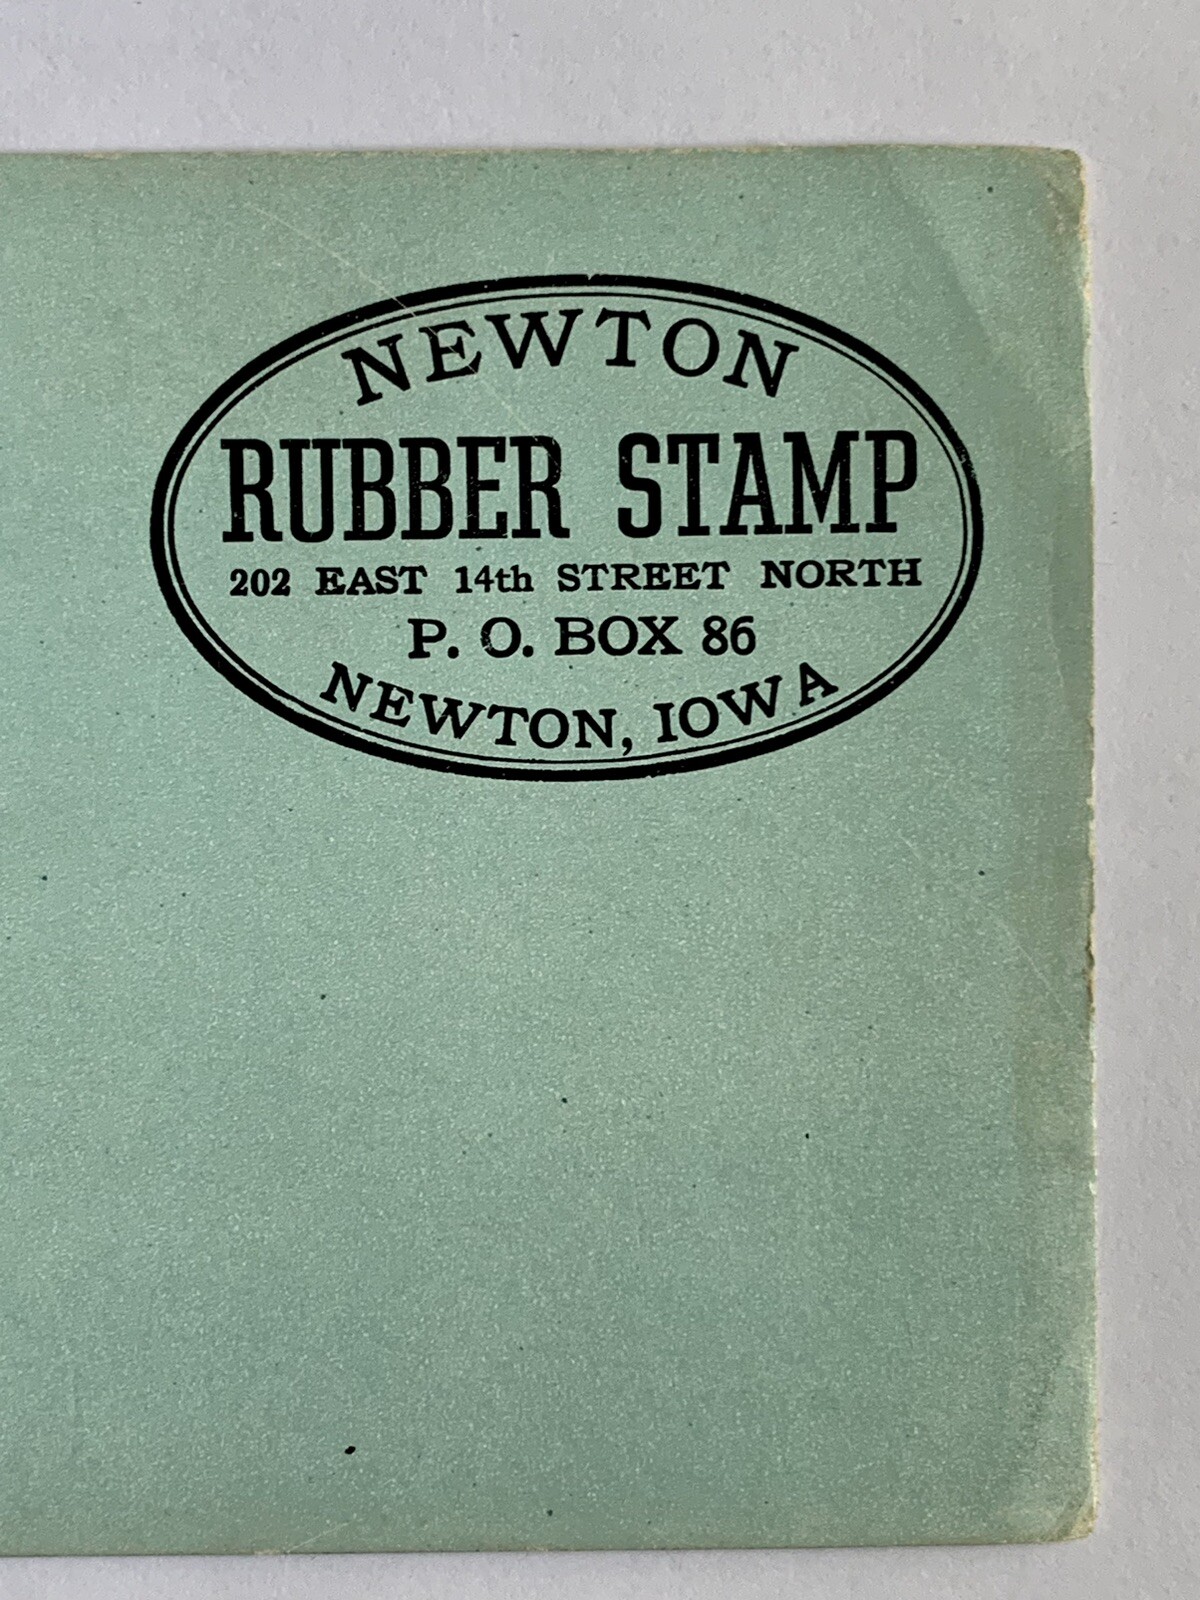 NEWTON
RUBBER STAMP
202 EAST 14th STREET NORTH
P. O. BOX 86
NEWTON, IOWA